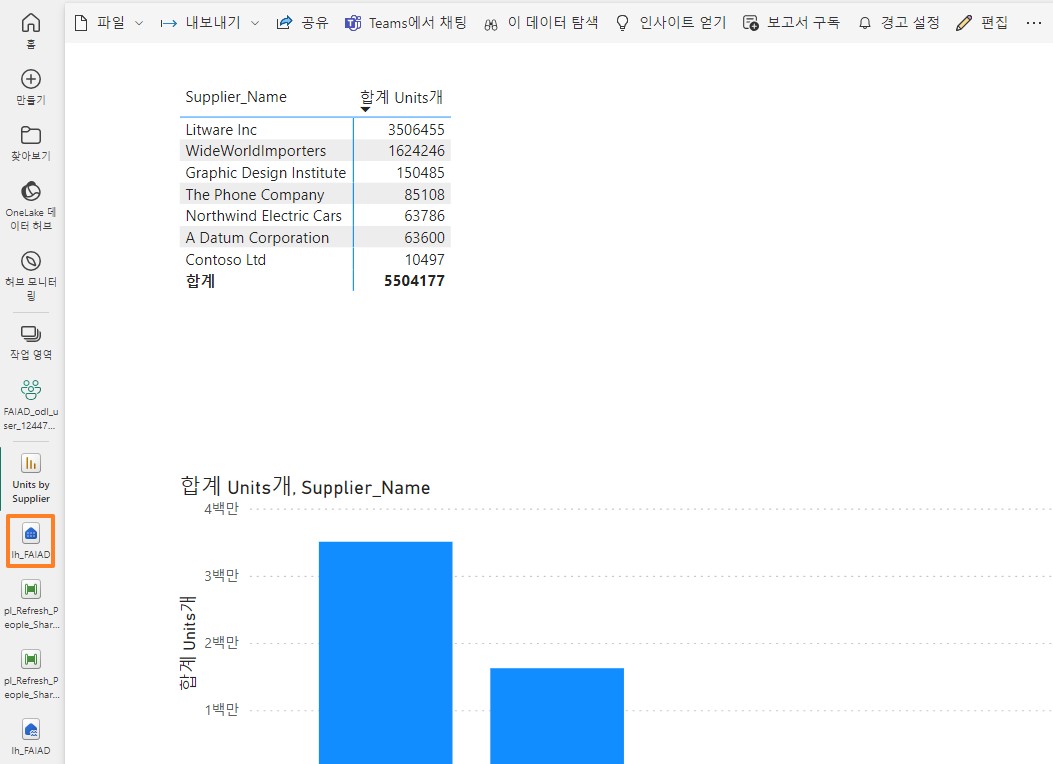 파일
내보내기
공유
Teams에서 채팅
이 데이터 탐색
인사이트 얻기
보고서 구독
경고 설정
편집
홈
만들기
찾아보기
OneLake 데
이터 허브
허브 모니터
링
작업 영역
FAIAD_odl_u
ser_12447...
Units by
Supplier
lh_FAIAD
pl_Refresh_P
eople_Shar...
pl_Refresh_P
eople_Shar...
lh_FAIAD
Supplier_Name 합계 Units개
Litware Inc 3506455
WideWorldImporters 1624246
Graphic Design Institute 150485
The Phone Company 85108
Northwind Electric Cars 63786
A Datum Corporation 63600
Contoso Ltd 10497
합계 5504177
합계 Units개, Supplier_Name
4백만
3백만
2백만
1백만
합계 Units개